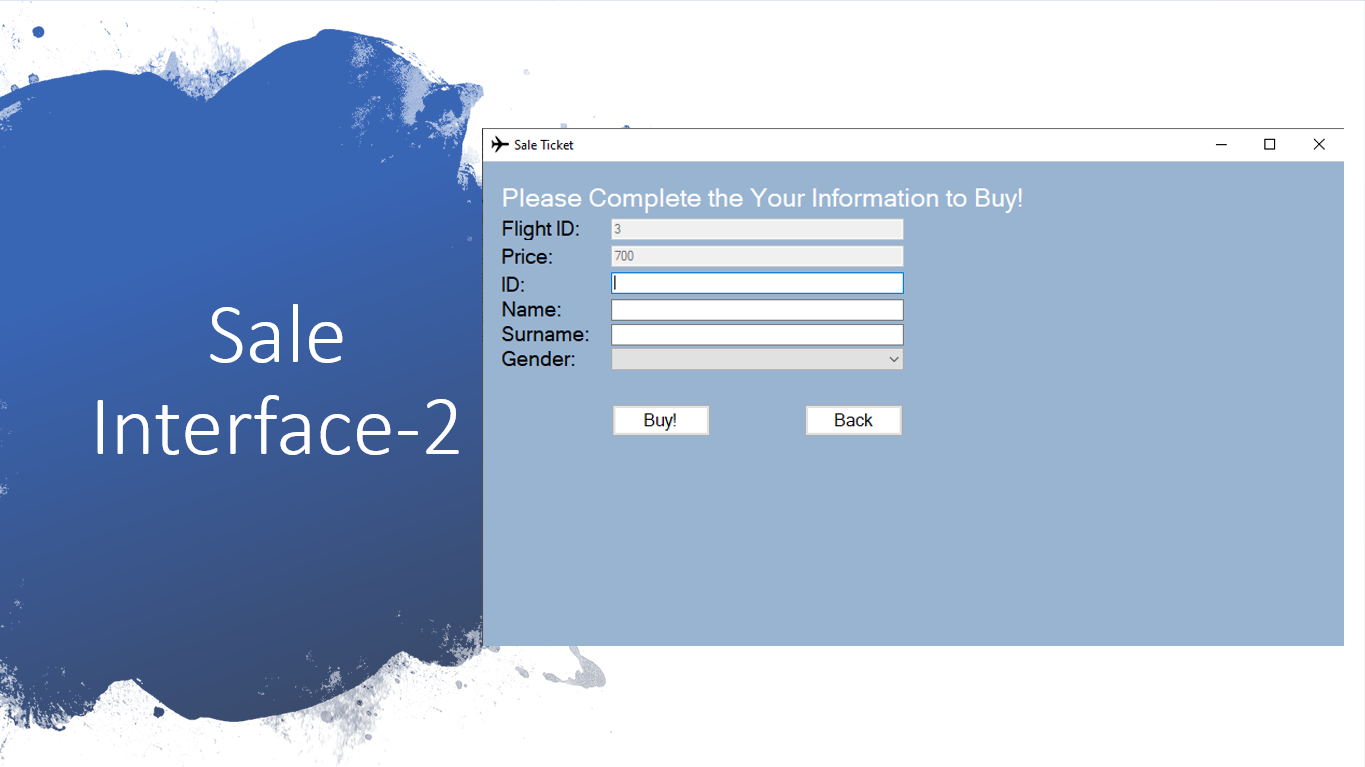 Sale
Interface-2
Sale Ticket
Please Complete the Your Information to Buy!
Flight ID: 3
Price: 700
ID:
Name:
Surname:
Gender:
Buy! Back